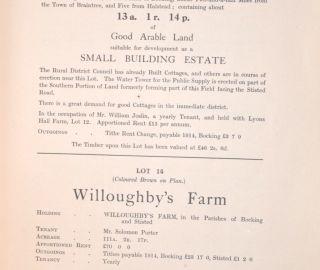 the Town of Braintree, and Five from Halstead; containing about
13 a. 1 r. 14 p.
of
Good Arable Land
suitable for development as a
SMALL BUILDING ESTATE
The Rural District Council has already Built Cottages, and others are in course of
erection near this Lot. The Water Tower for the Public Supply is erected on part of
the Southern Portion of Land formerly forming part of this Field facing the Stisted
Road.
There is a great demand for good Cottages in the immediate district.
In the occupation of Mr. William Joslin, a yearly Tenant, and held with Lyons
Hall Farm, Lot 12. Apportioned Rent £13 per annum.
OUTGOINGS . . Tithe Rent Charge, payable 1914, Bocking £3 7 9
The Timber upon this Lot has been valued at £46 2s. 6d.
LOT 14
(Coloured Brown on Plan.)
Willoughby's Farm
HOLDING . . WILLOUGHBY'S FARM, in the Parishes of Bocking
and Stisted
TENANT . . Mr. Solomon Porter
ACREAGE . . 111a. 2r. 17p.
APPORTIONED RENT £70 0 0
OUTGOINGS . . Tithes payable 1914, Bocking £28 17 0, Stisted £1 2 8
TENANCY . . Yearly